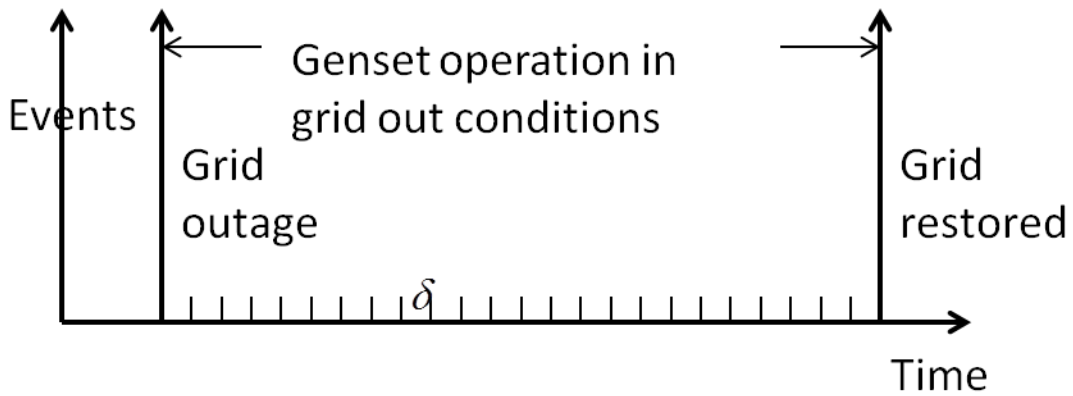 Events
Genset operation in
grid out conditions
Grid
outage
Grid
restored
δ
Time